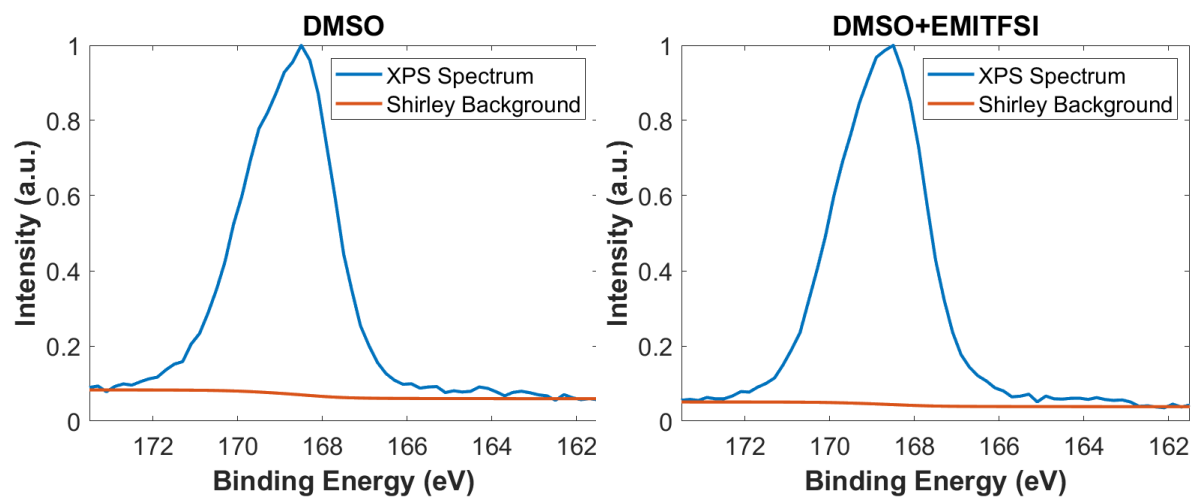 DMSO
1
0.8
0.6
0.4
0.2
0
Intensity (a.u.)
XPS Spectrum
Shirley Background
172
170
168
166
164
162
Binding Energy (eV)
DMSO+EMITFSI
1
0.8
0.6
0.4
0.2
0
Intensity (a.u.)
XPS Spectrum
Shirley Background
172
170
168
166
164
162
Binding Energy (eV)